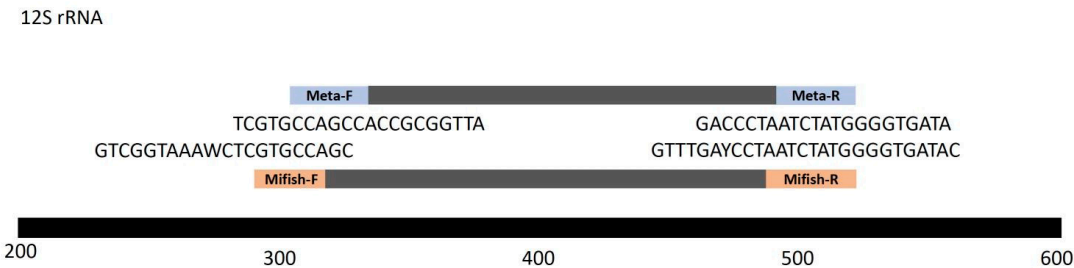 12S rRNA
Meta-F Meta-R
TCGTGCCAGCCACCGCGGTTA GACCCTAATCTATGGGGTGATA
GTCGGTAAAWCTCGTGCCAGC GTTTGAYCCTAATCTATGGGGTGATAC
Mifish-F Mifish-R
200 300 400 500 600